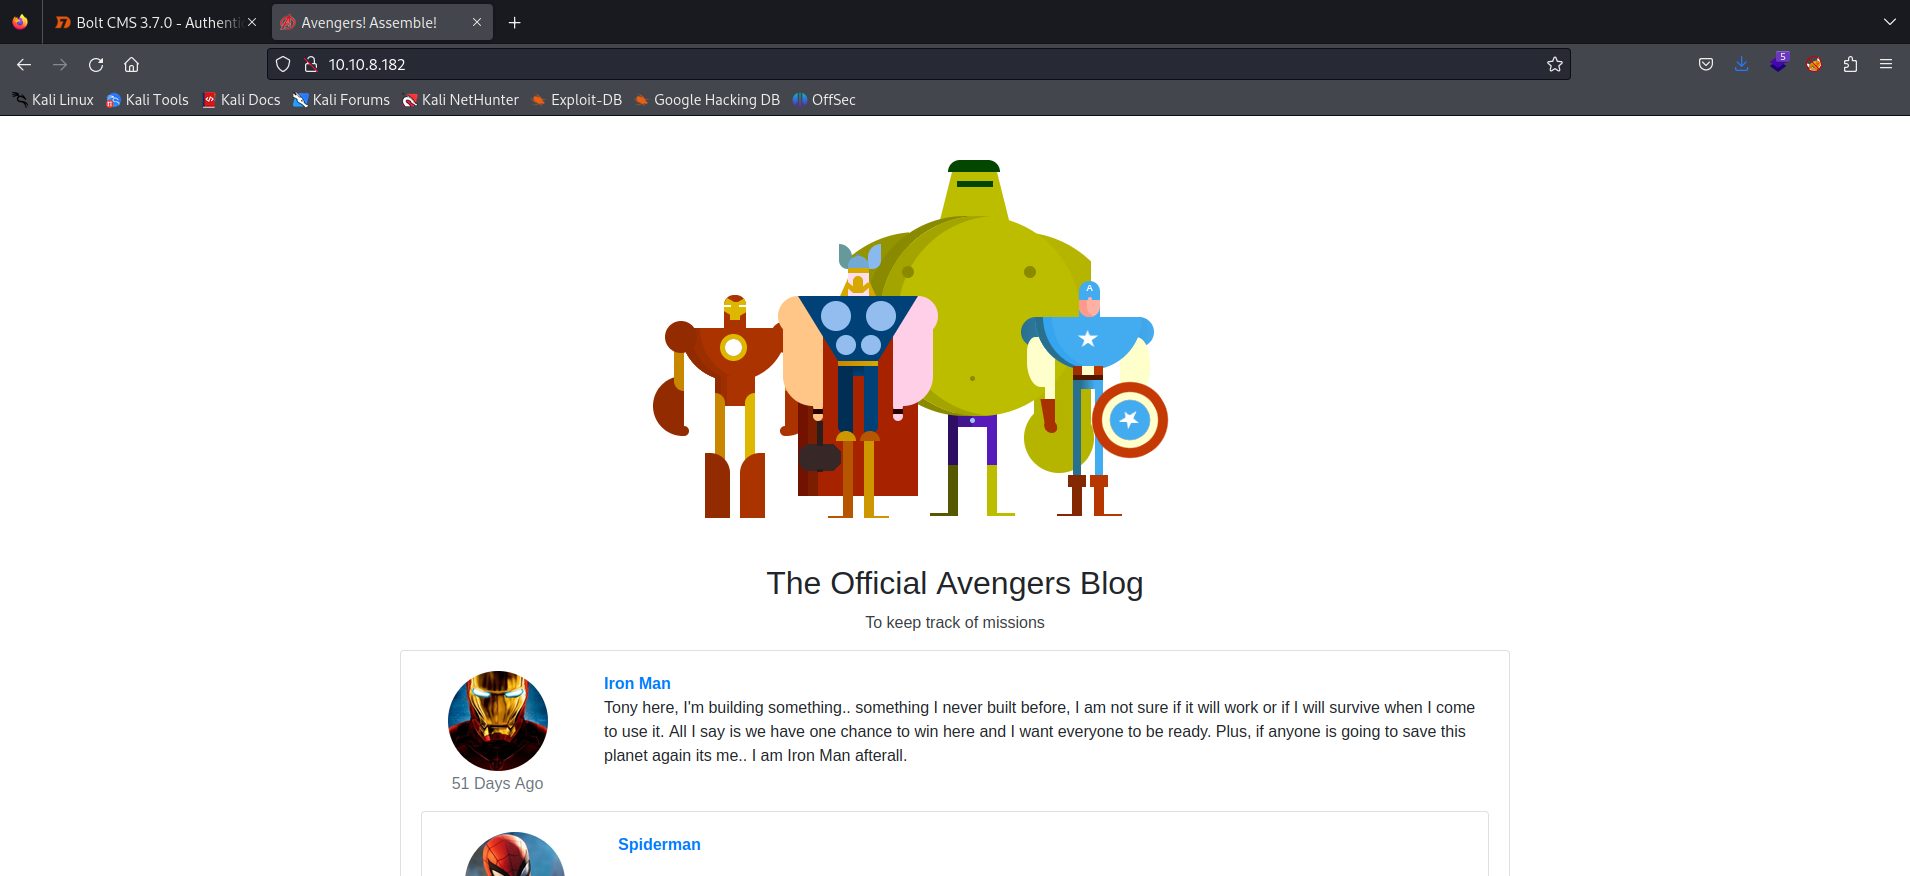 Bolt CMS 3.7.0 - Authenti
Avengers! Assemble!
10.10.8.182
5
Kali Linux
Kali Tools
Kali Docs
Kali Forums
Kali NetHunter
Exploit-DB
Google Hacking DB
OffSec
A
The Official Avengers Blog
To keep track of missions
Iron Man
Tony here, I'm building something.. something I never built before, I am not sure if it will work or if I will survive when I come
to use it. All I say is we have one chance to win here and I want everyone to be ready. Plus, if anyone is going to save this
planet again its me.. I am Iron Man afterall.
51 Days Ago
Spiderman